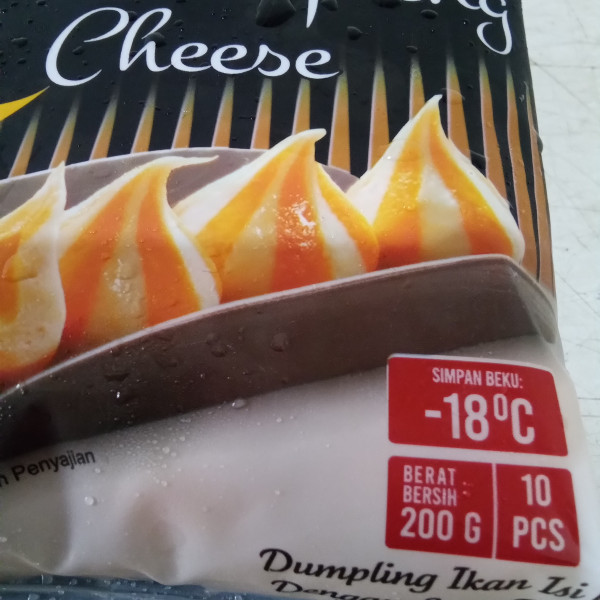 Cheese
Penyajian
SIMPAN BEKU:
-18°C
BERAT
BERSIH:
200 G
10
PCS
Dumpling Ikan Isi